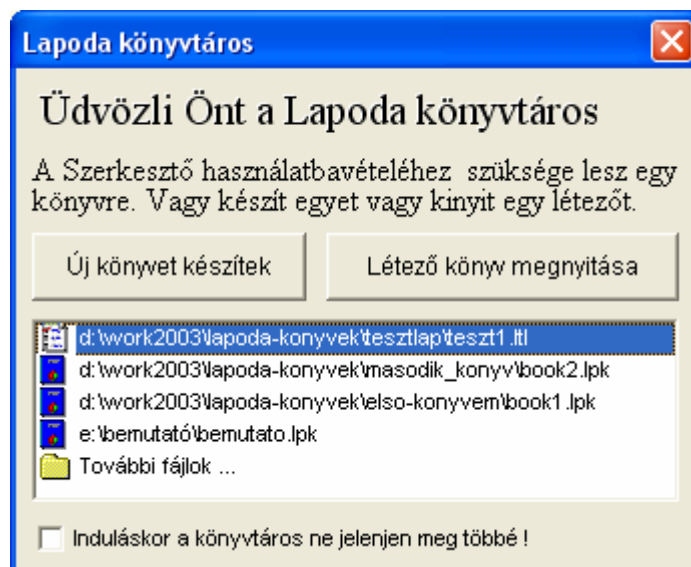 Lapoda könyvtáros
Üdvözli Önt a Lapoda könyvtáros
A Szerkesztő használatbavételéhez szüksége lesz egy
könyvre. Vagy készít egyet vagy kinyit egy létezőt.
Új könyvet készítek
Létező könyv megnyitása
d:\work2003\lapoda-konyvek\tesztlap\teszt1.ltl
d:\work2003\lapoda-konyvek\masodik_konyv\book2.lpk
d:\work2003\lapoda-konyvek\elso-konyvem\book1.lpk
e:\bemutató\bemutato.lpk
További fájlok ...
Induláskor a könyvtáros ne jelenjen meg többé !